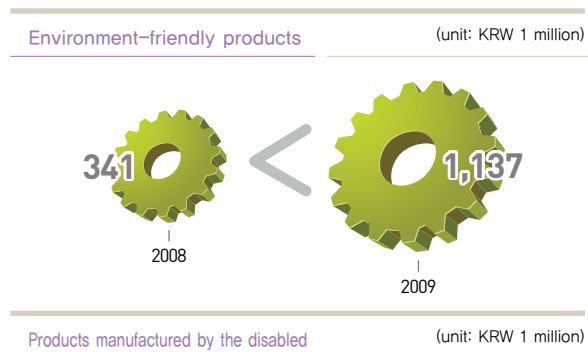 Environment-friendly products (unit: KRW 1 million)
341 < 1,137
2008
2009
Products manufactured by the disabled (unit: KRW 1 million)